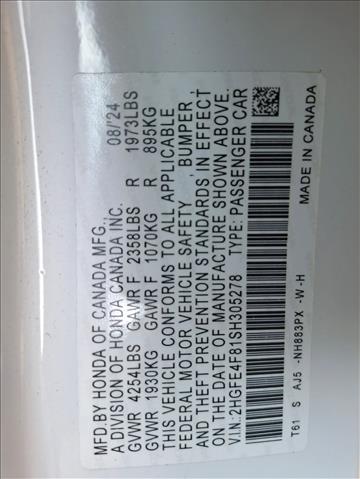 MFD.BY HONDA OF CANADA MFG.,
A DIVISION OF HONDA CANADA INC. 08/'24
GVWR 4254LBS GAWR F 2358LBS R 1973LBS
GVWR 1930KG GAWR F 1070KG R 895KG
THIS VEHICLE CONFORMS TO ALL APPLICABLE
FEDERAL MOTOR VEHICLE SAFETY, BUMPER,
AND THEFT PREVENTION STANDARDS IN EFFECT
ON THE DATE OF MANUFACTURE SHOWN ABOVE.
V.I.N.:2HGFE4F81SH305278 TYPE: PASSENGER CAR
T61 S AJ5 -NH883PX -W-H MADE IN CANADA